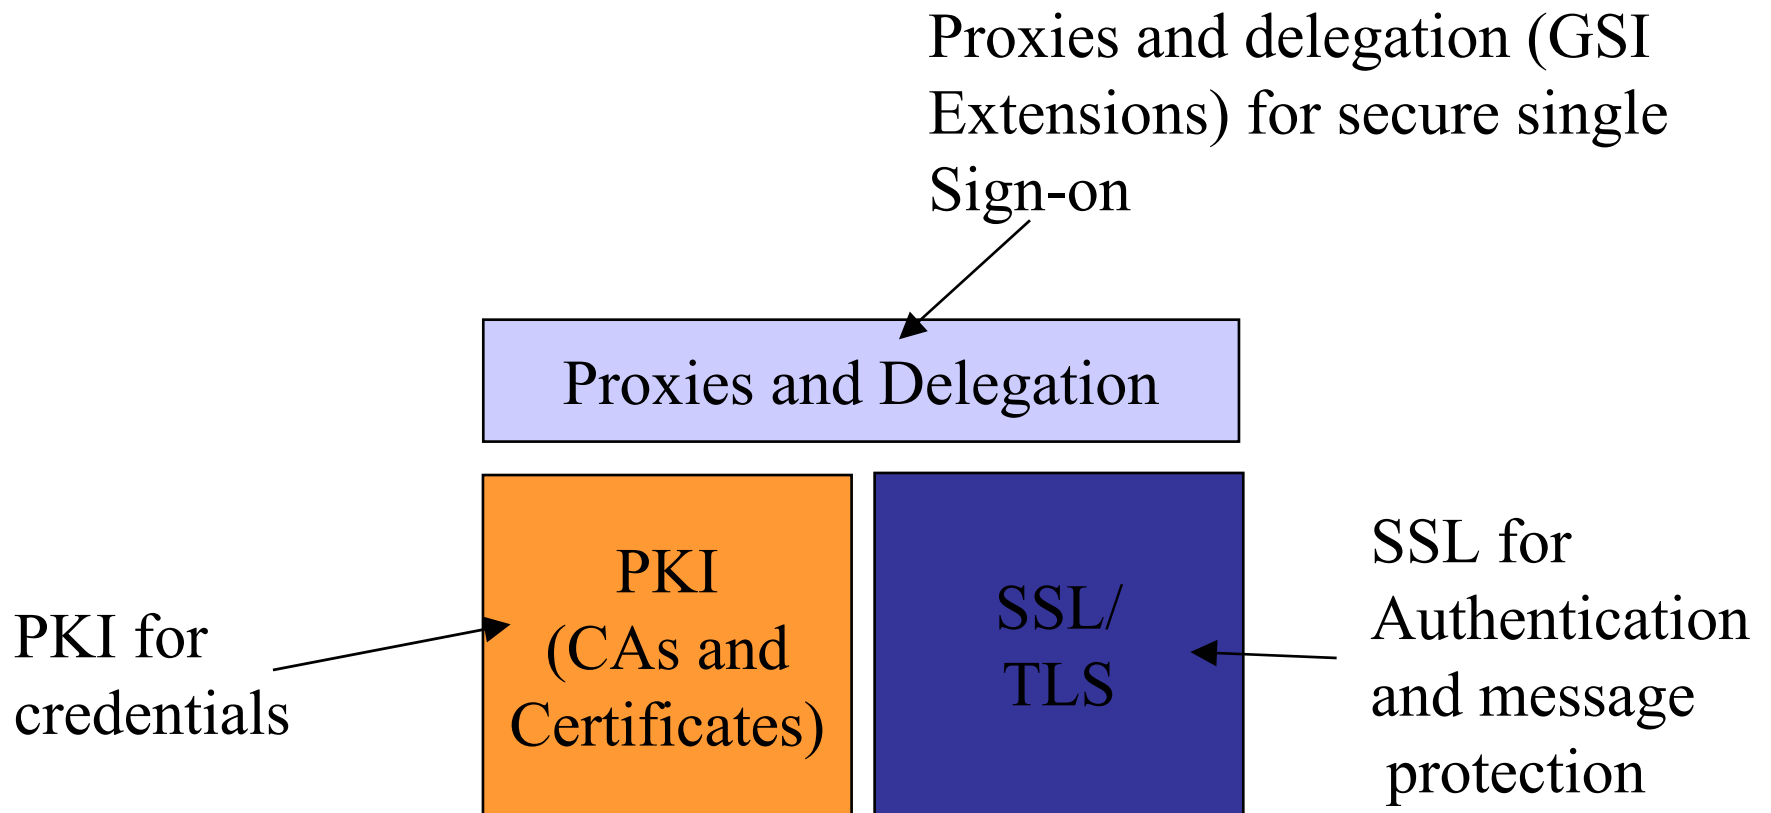 Proxies and delegation (GSI
Extensions) for secure single
Sign-on
Proxies and Delegation
PKI
(CAs and
Certificates)
SSL/
TLS
PKI for
credentials
SSL for
Authentication
and message
protection